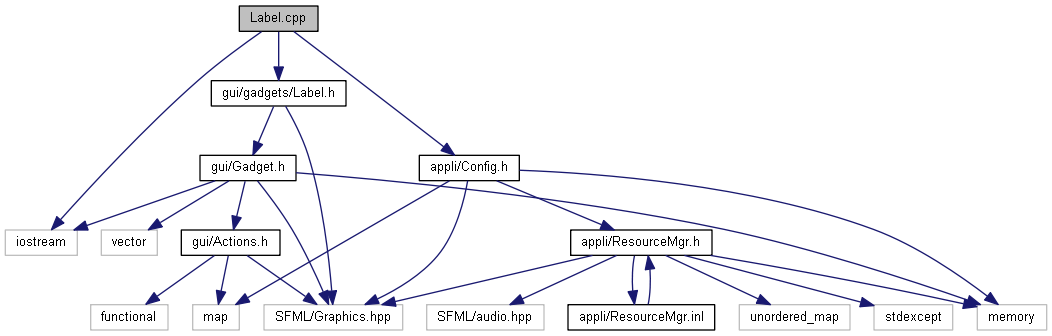 Label.cpp
gui/gadgets/Label.h
gui/Gadget.h
appli/Config.h
iostream
vector
gui/Actions.h
appli/ResourceMgr.h
functional
map
SFML/Graphics.hpp
SFML/audio.hpp
appli/ResourceMgr.inl
unordered_map
stdexcept
memory